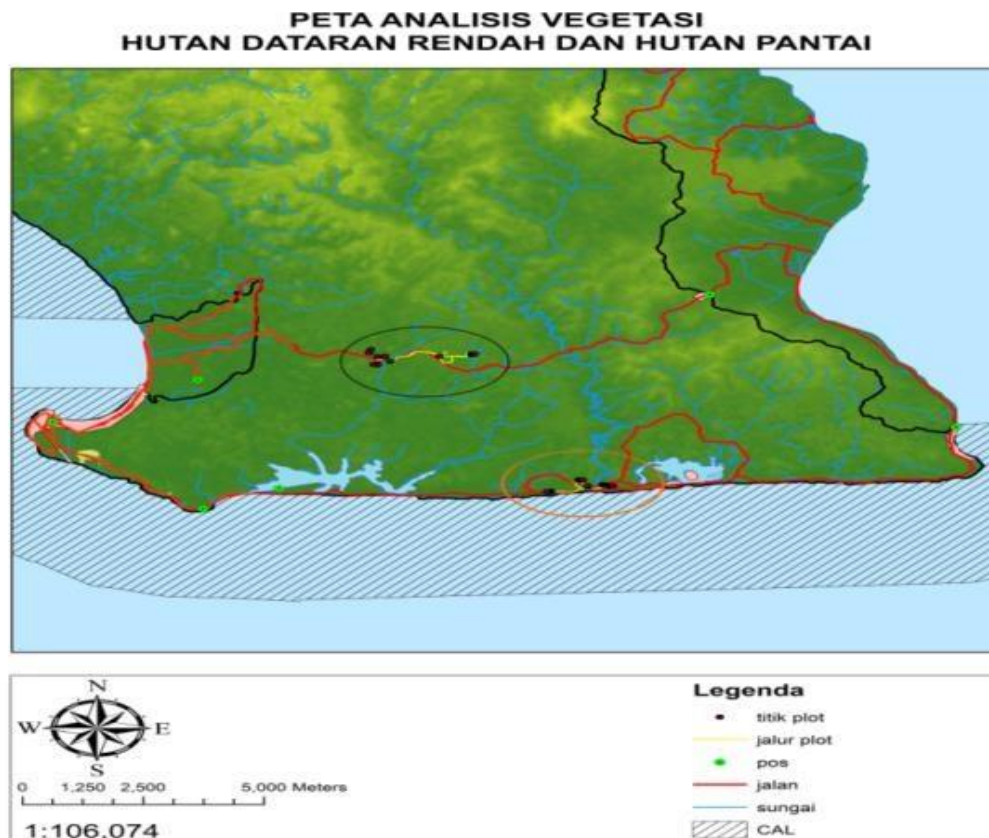 PETA ANALISIS VEGETASI
HUTAN DATARAN RENDAH DAN HUTAN PANTAI
N
W E
S
0 1,250 2,500 5,000 Meters
1:106,074
Legenda
titik plot
jalur plot
pos
jalan
sungai
CAL